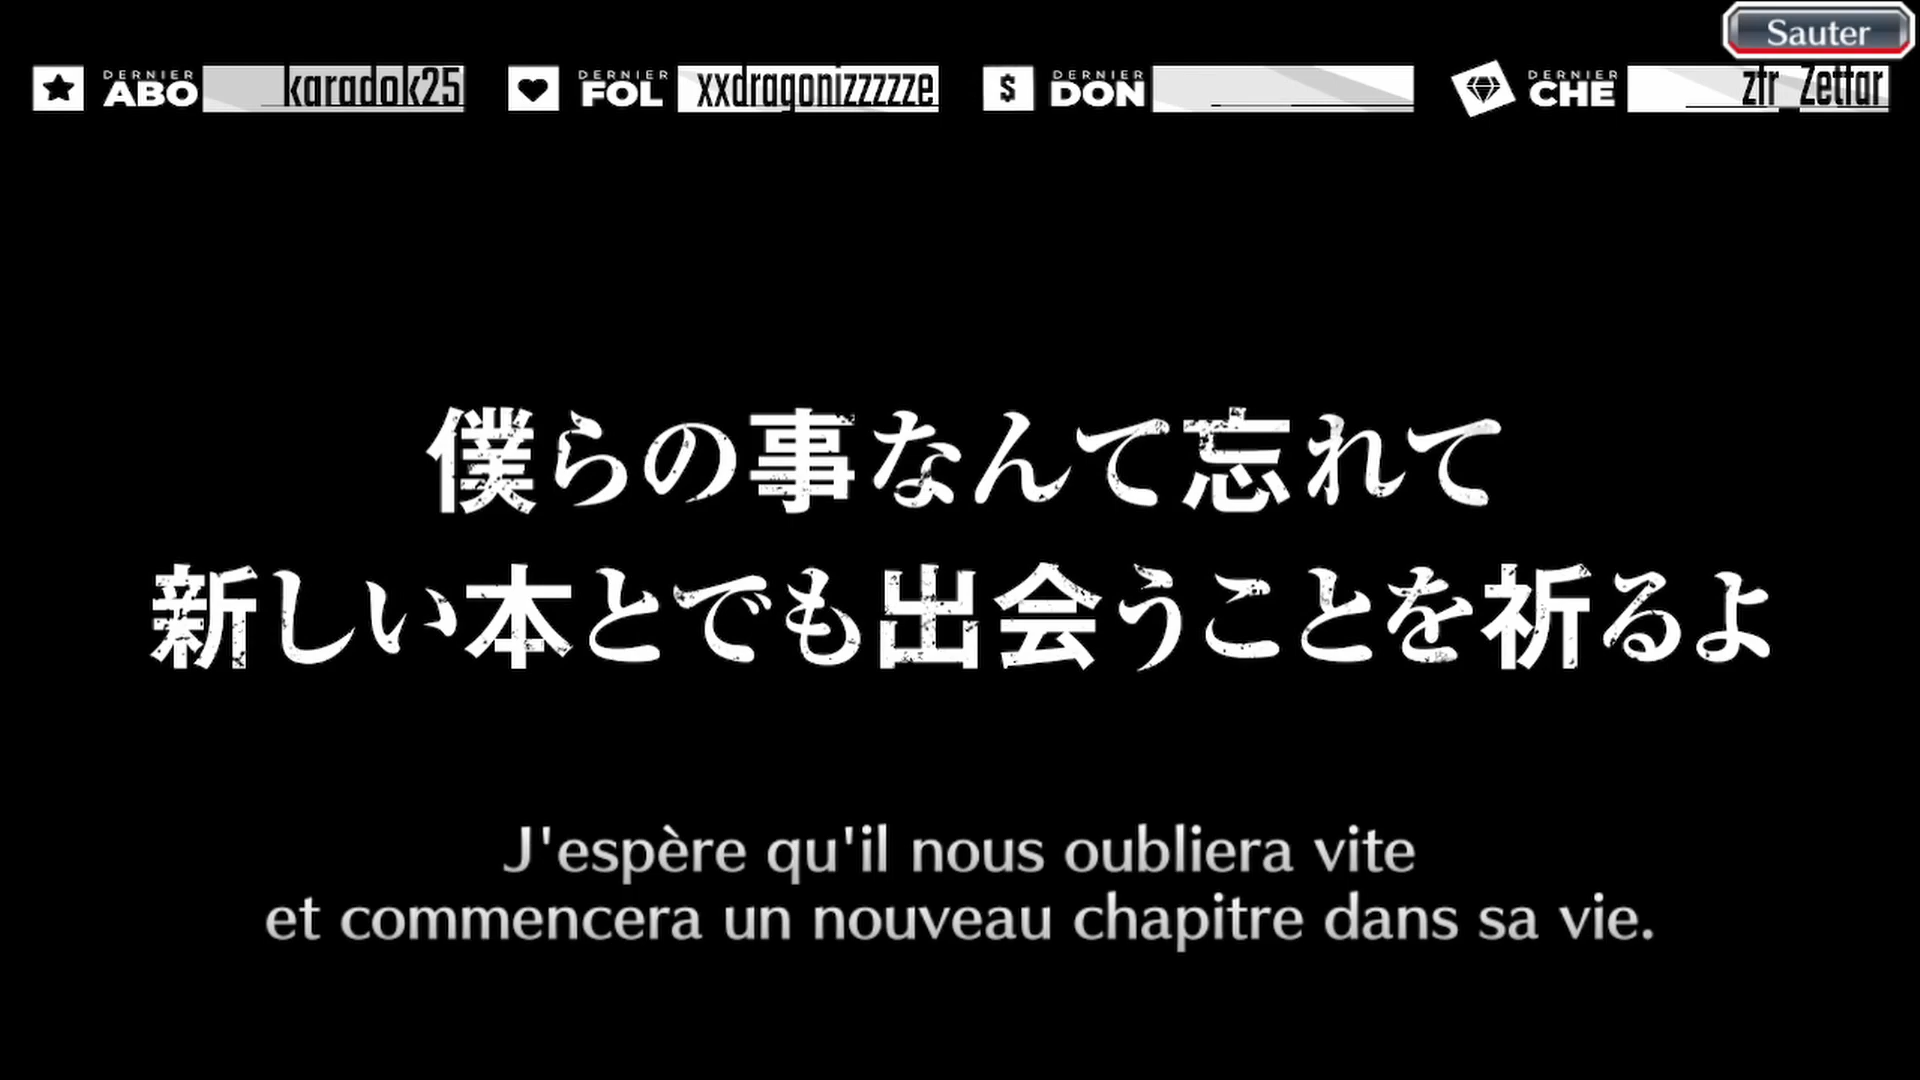 Sauter
DERNIER ABO karadok25
DERNIER FOL xxdragonizzzzze
DERNIER DON
DERNIER CHE ztr_Zettar
僕らの事なんて忘れて
新しい本とでも出会うことを祈るよ
J'espère qu'il nous oubliera vite
et commencera un nouveau chapitre dans sa vie.